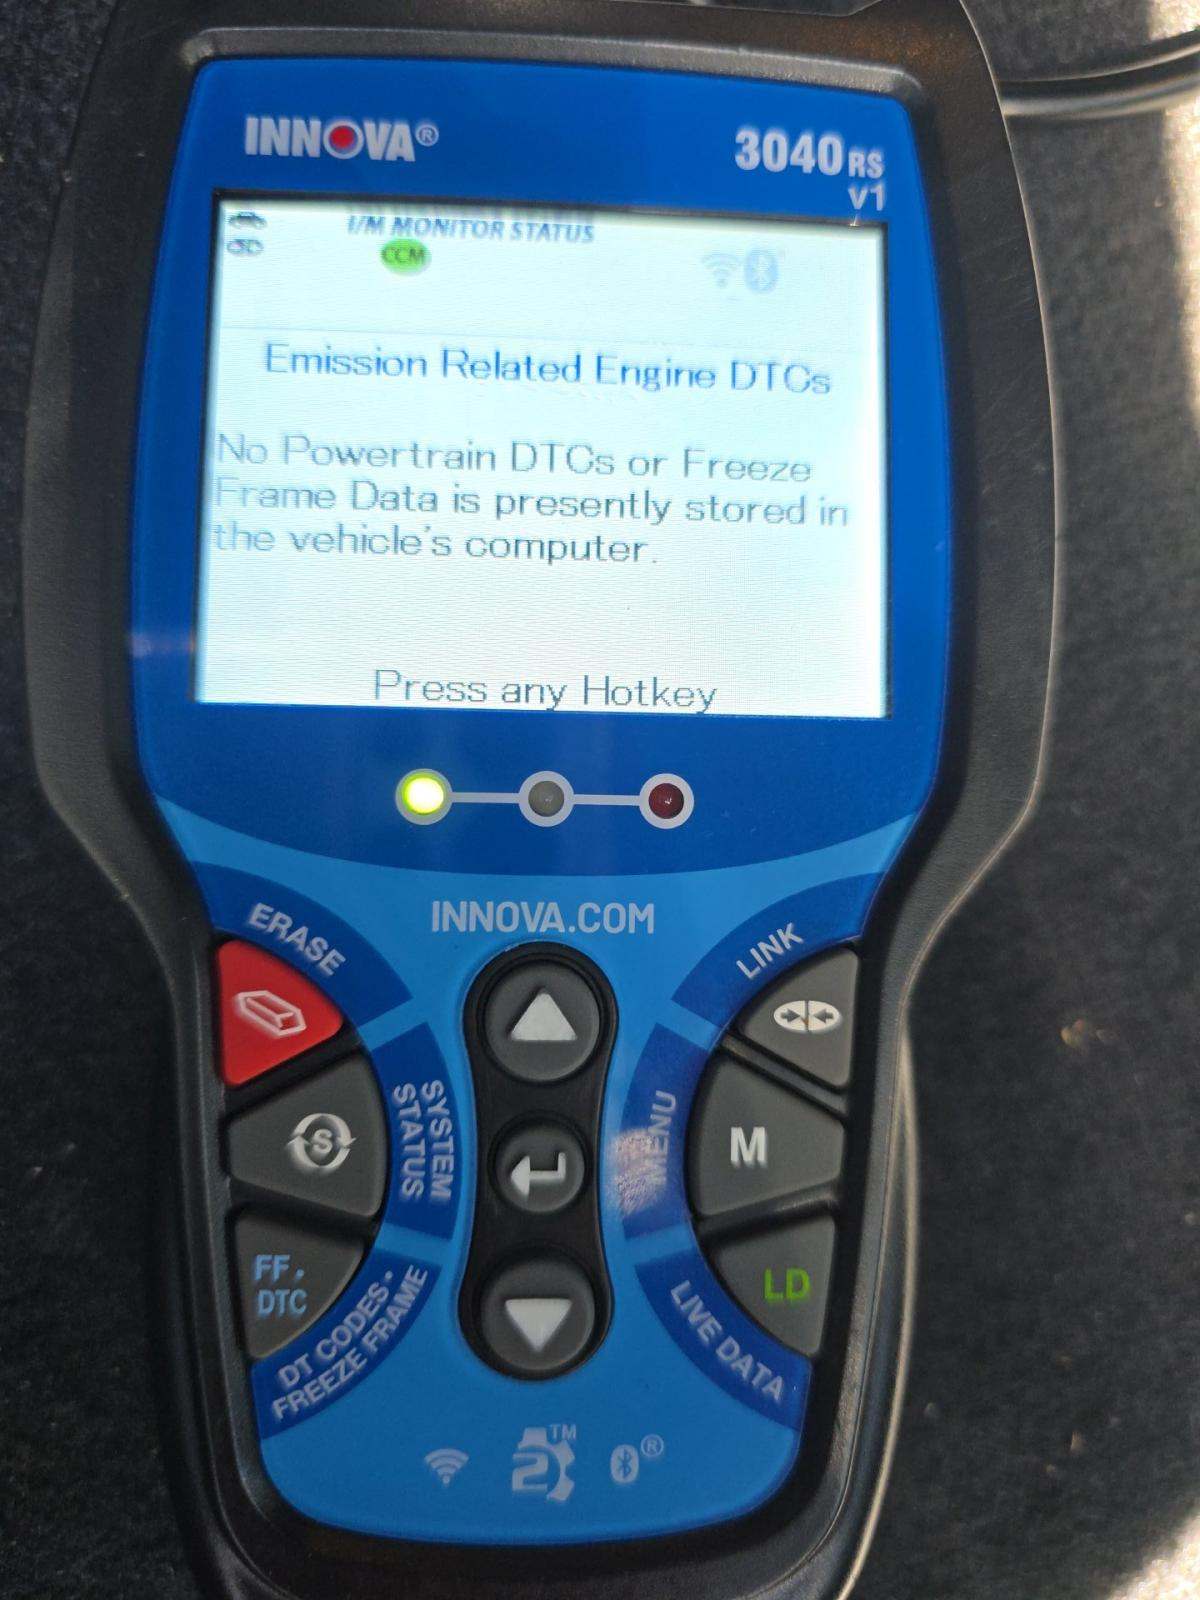 INNOVA®
3040RS
v1
I/M MONITOR STATUS
CCM
Emission Related Engine DTCs
No Powertrain DTCs or Freeze
Frame Data is presently stored in
the vehicle's computer.
Press any Hotkey
INNOVA.COM
ERASE
LINK
SYSTEM
STATUS
S
MENU
M
FF.
DTC
LD
DT CODES •
FREEZE FRAME
LIVE DATA
2
TM
®